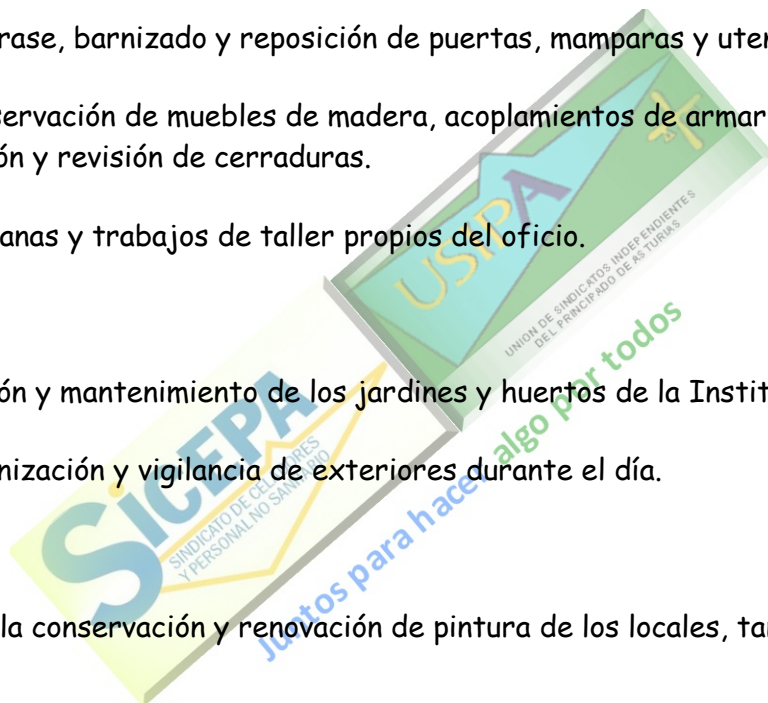 rase, barnizado y reposición de puertas, mamparas y uten
servación de muebles de madera, acoplamientos de armar
ón y revisión de cerraduras.
anas y trabajos de taller propios del oficio.
ón y mantenimiento de los jardines y huertos de la Instit
nización y vigilancia de exteriores durante el día.
la conservación y renovación de pintura de los locales, tan
USIPA
UNION DE SINDICATOS INDEPENDIENTES
DEL PRINCIPADO DE ASTURIAS
SICEPA
SINDICATO DE CELADORES
Y PERSONAL NO SANITARIO
Juntos para hacer algo por todos